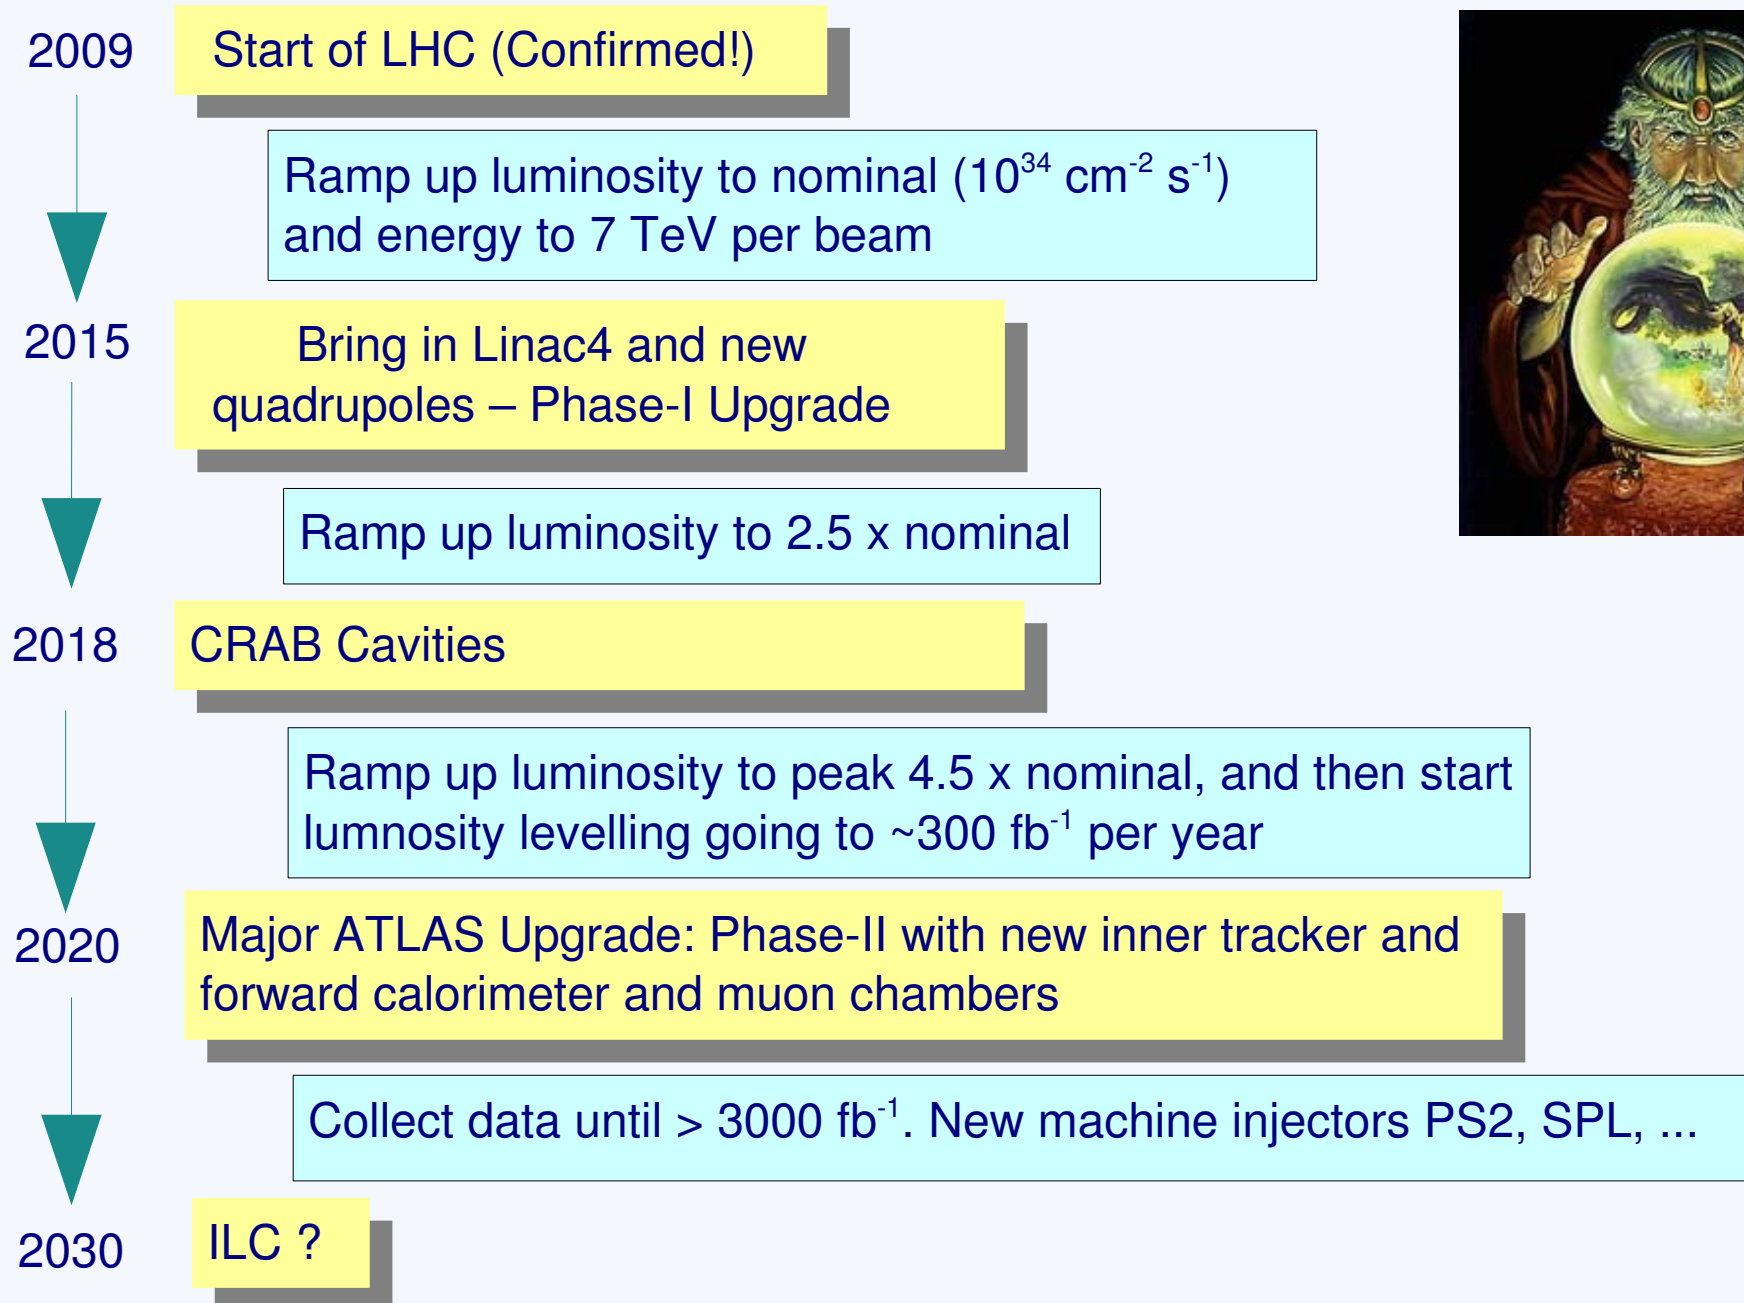 2009
Start of LHC (Confirmed!)
Ramp up luminosity to nominal (10³⁴ cm⁻² s⁻¹)
and energy to 7 TeV per beam
2015
Bring in Linac4 and new
quadrupoles – Phase-I Upgrade
Ramp up luminosity to 2.5 x nominal
2018
CRAB Cavities
Ramp up luminosity to peak 4.5 x nominal, and then start
lumnosity levelling going to ~300 fb⁻¹ per year
2020
Major ATLAS Upgrade: Phase-II with new inner tracker and
forward calorimeter and muon chambers
Collect data until > 3000 fb⁻¹. New machine injectors PS2, SPL, ...
2030
ILC ?